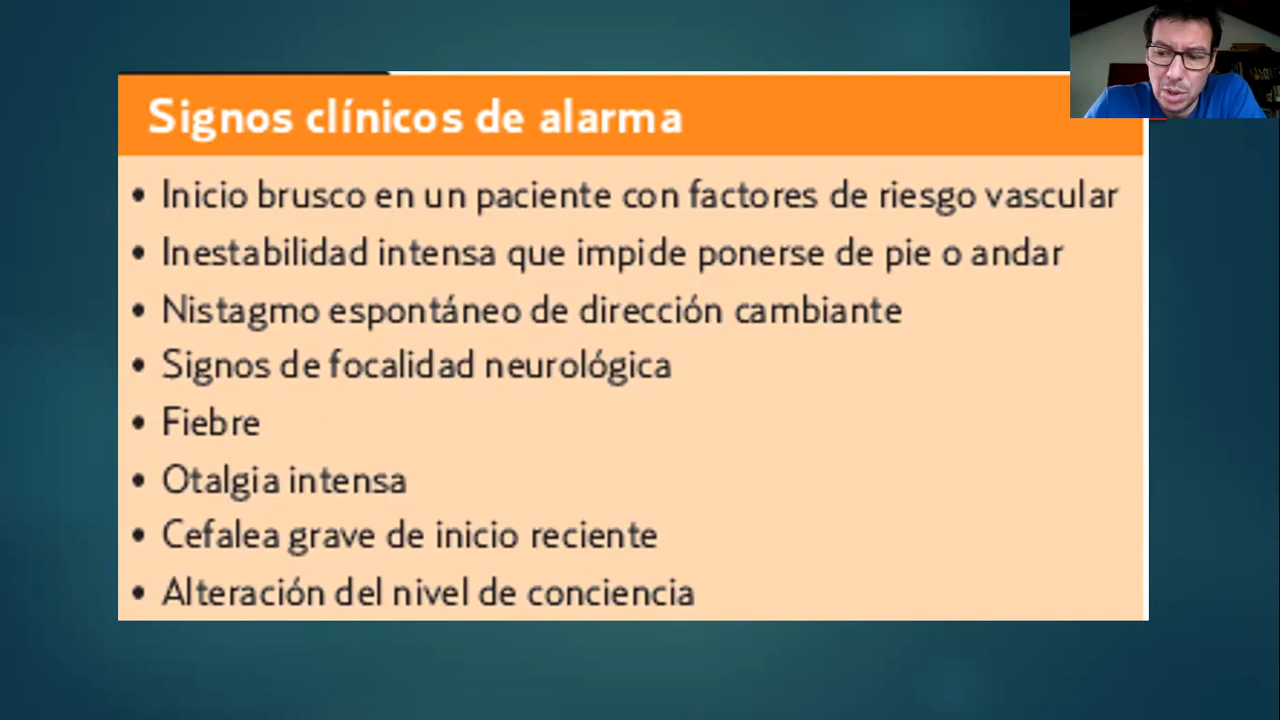 Signos clínicos de alarma
• Inicio brusco en un paciente con factores de riesgo vascular
• Inestabilidad intensa que impide ponerse de pie o andar
• Nistagmo espontáneo de dirección cambiante
• Signos de focalidad neurológica
• Fiebre
• Otalgia intensa
• Cefalea grave de inicio reciente
• Alteración del nivel de conciencia